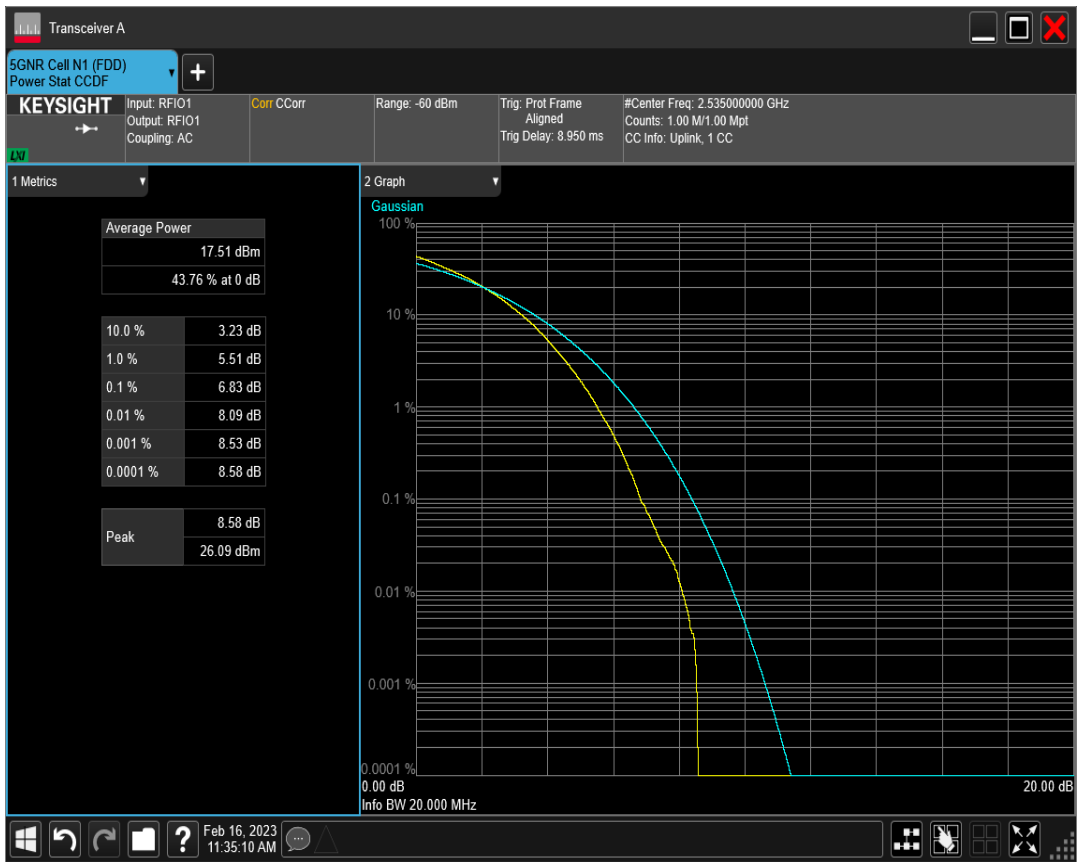 Transceiver A
5GNR Cell N1 (FDD)
Power Stat CCDF
+
KEYSIGHT
LXI
Input: RFIO1
Output: RFIO1
Coupling: AC
Corr CCorr
Range: -60 dBm
Trig: Prot Frame
Aligned
Trig Delay: 8.950 ms
#Center Freq: 2.535000000 GHz
Counts: 1.00 M/1.00 Mpt
CC Info: Uplink, 1 CC
1 Metrics
Average Power
17.51 dBm
43.76 % at 0 dB
10.0 % 3.23 dB
1.0 % 5.51 dB
0.1 % 6.83 dB
0.01 % 8.09 dB
0.001 % 8.53 dB
0.0001 % 8.58 dB
Peak
8.58 dB
26.09 dBm
2 Graph
Gaussian
100 %
10 %
1 %
0.1 %
0.01 %
0.001 %
0.0001 %
0.00 dB 20.00 dB
Info BW 20.000 MHz
?
Feb 16, 2023
11:35:10 AM